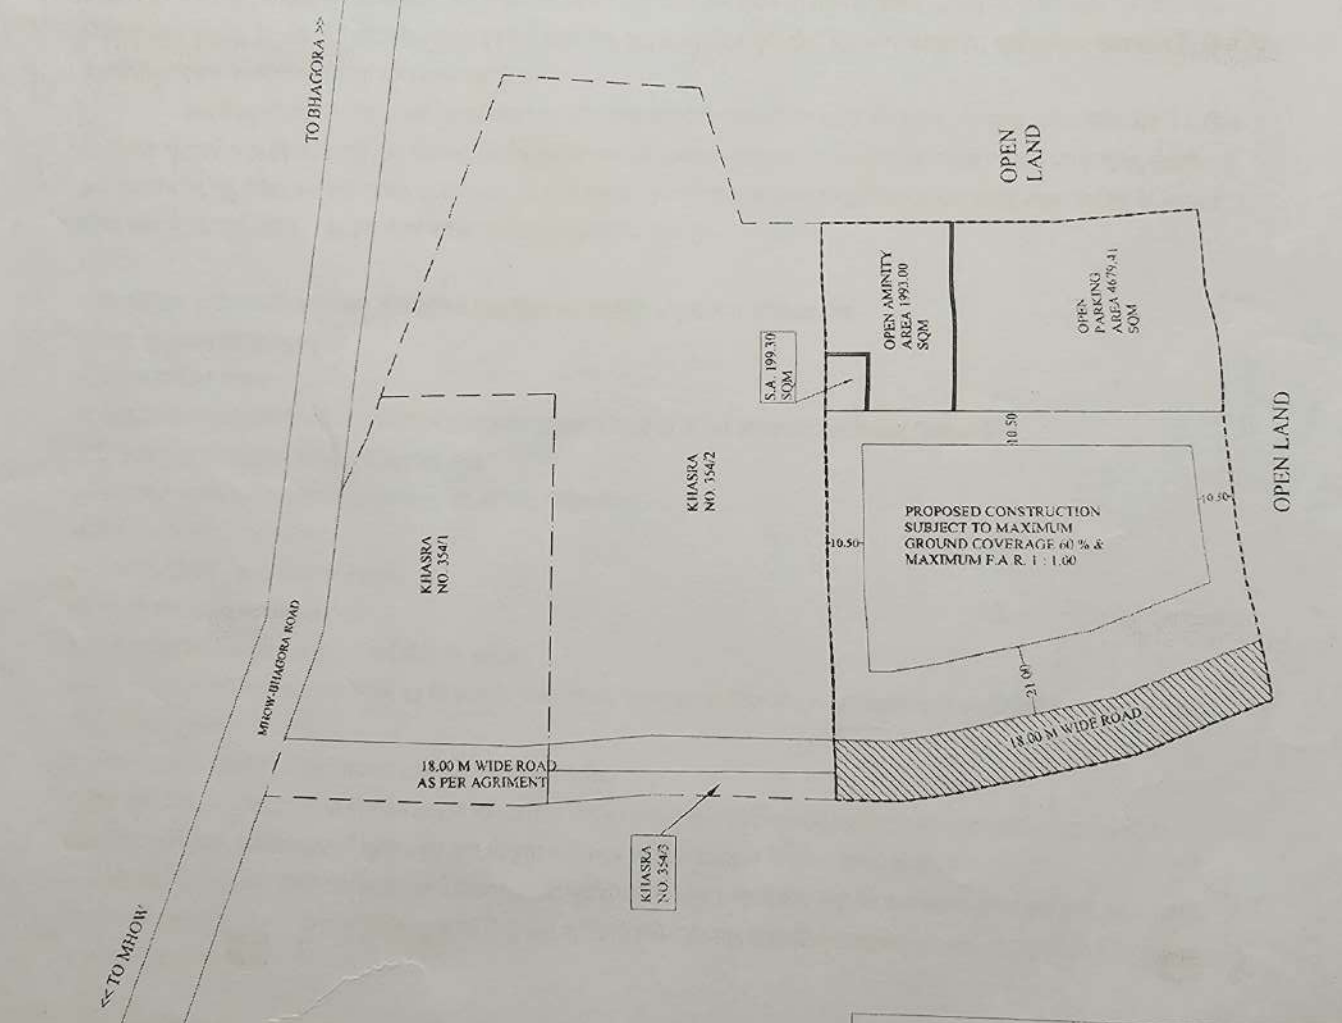 TO BHAGORA >>
OPEN
LAND
OPEN AMINITY
AREA 1993.00
SQM
OPEN
PARKING
AREA 4679.41
SQM
S.A. 199.30
SQM
10.50
OPEN LAND
KHASRA
NO. 354/2
KHASRA
NO. 354/1
10.50
10.50
PROPOSED CONSTRUCTION
SUBJECT TO MAXIMUM
GROUND COVERAGE 60 % &
MAXIMUM F.A.R. 1 : 1.00
MHOW-BHAGORA ROAD
21.00
18.00 M WIDE ROAD
18.00 M WIDE ROAD
AS PER AGRIMENT
KHASRA
NO. 354/3
<< TO MHOW